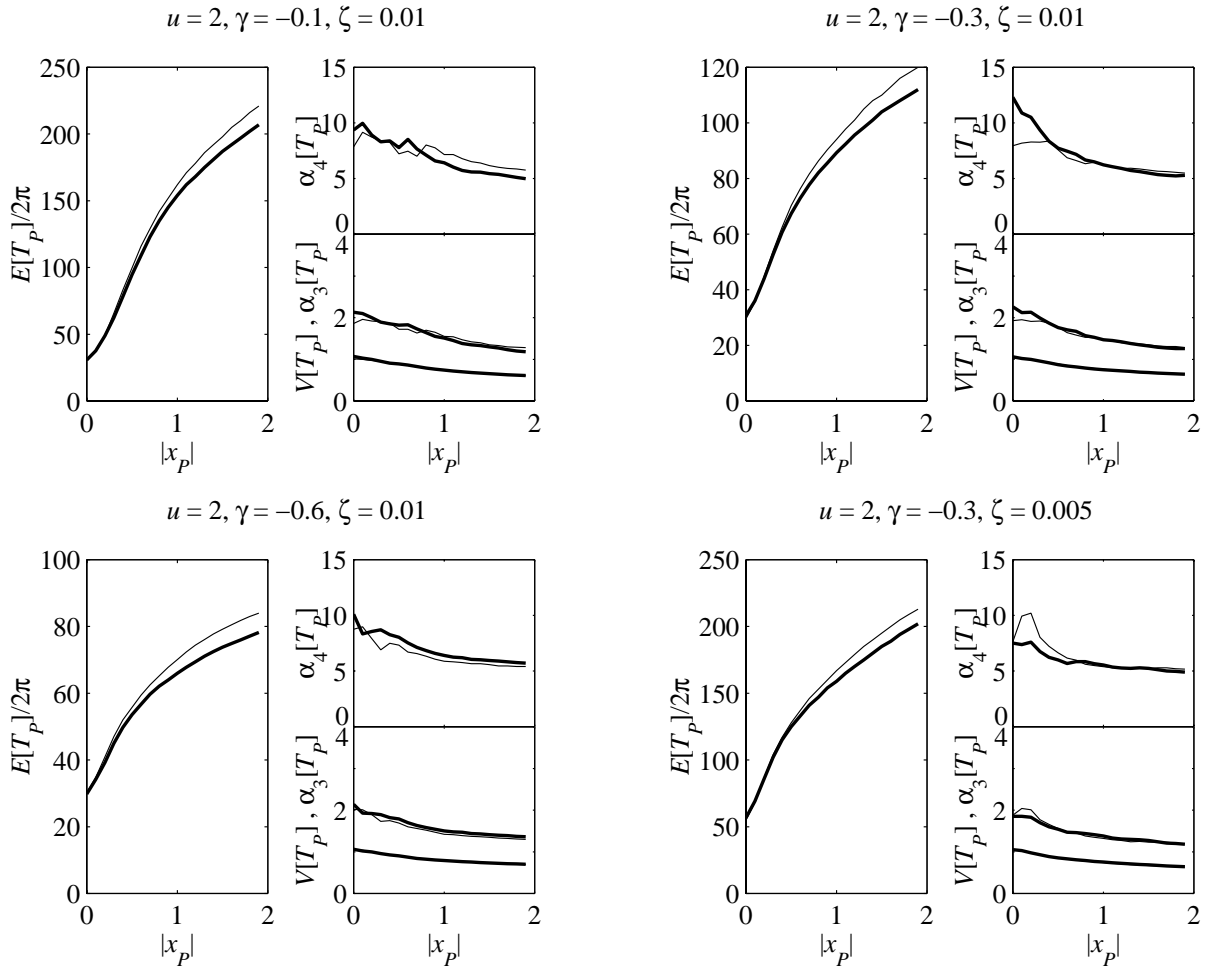 u = 2, γ = −0.1, ζ = 0.01
250
200
150
100
50
0
E[T_P]/2π
0 1 2
|x_P|
15
10
5
0
α_4[T_P]
4
2
0
V[T_P] , α_3[T_P]
0 1 2
|x_P|
u = 2, γ = −0.3, ζ = 0.01
120
100
80
60
40
20
0
E[T_P]/2π
0 1 2
|x_P|
15
10
5
0
α_4[T_P]
4
2
0
V[T_P] , α_3[T_P]
0 1 2
|x_P|
u = 2, γ = −0.6, ζ = 0.01
100
80
60
40
20
0
E[T_P]/2π
0 1 2
|x_P|
15
10
5
0
α_4[T_P]
4
2
0
V[T_P] , α_3[T_P]
0 1 2
|x_P|
u = 2, γ = −0.3, ζ = 0.005
250
200
150
100
50
0
E[T_P]/2π
0 1 2
|x_P|
15
10
5
0
α_4[T_P]
4
2
0
V[T_P] , α_3[T_P]
0 1 2
|x_P|